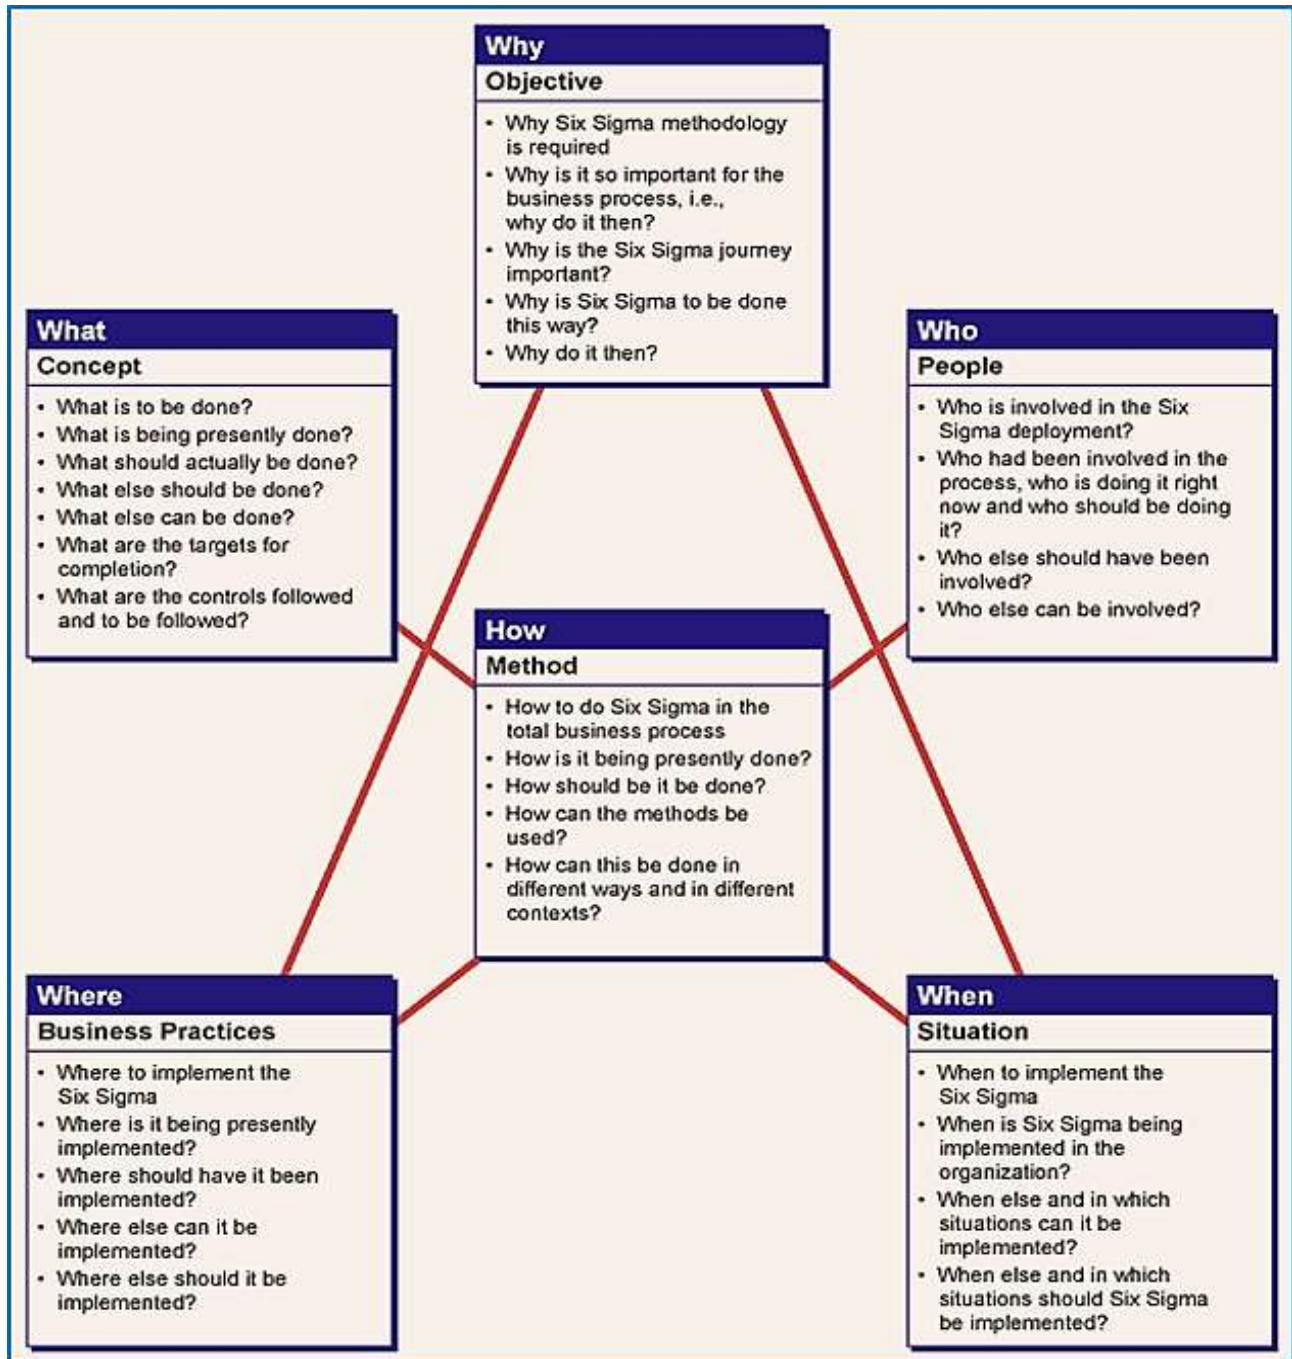 Why
Objective
• Why Six Sigma methodology
is required
• Why is it so important for the
business process, i.e.,
why do it then?
• Why is the Six Sigma journey
important?
• Why is Six Sigma to be done
this way?
• Why do it then?
What
Concept
• What is to be done?
• What is being presently done?
• What should actually be done?
• What else should be done?
• What else can be done?
• What are the targets for
completion?
• What are the controls followed
and to be followed?
Who
People
• Who is involved in the Six
Sigma deployment?
• Who had been involved in the
process, who is doing it right
now and who should be doing
it?
• Who else should have been
involved?
• Who else can be involved?
How
Method
• How to do Six Sigma in the
total business process
• How is it being presently done?
• How should be it be done?
• How can the methods be
used?
• How can this be done in
different ways and in different
contexts?
Where
Business Practices
• Where to implement the
Six Sigma
• Where is it being presently
implemented?
• Where should have it been
implemented?
• Where else can it be
implemented?
• Where else should it be
implemented?
When
Situation
• When to implement the
Six Sigma
• When is Six Sigma being
implemented in the
organization?
• When else and in which
situations can it be
implemented?
• When else and in which
situations should Six Sigma
be implemented?